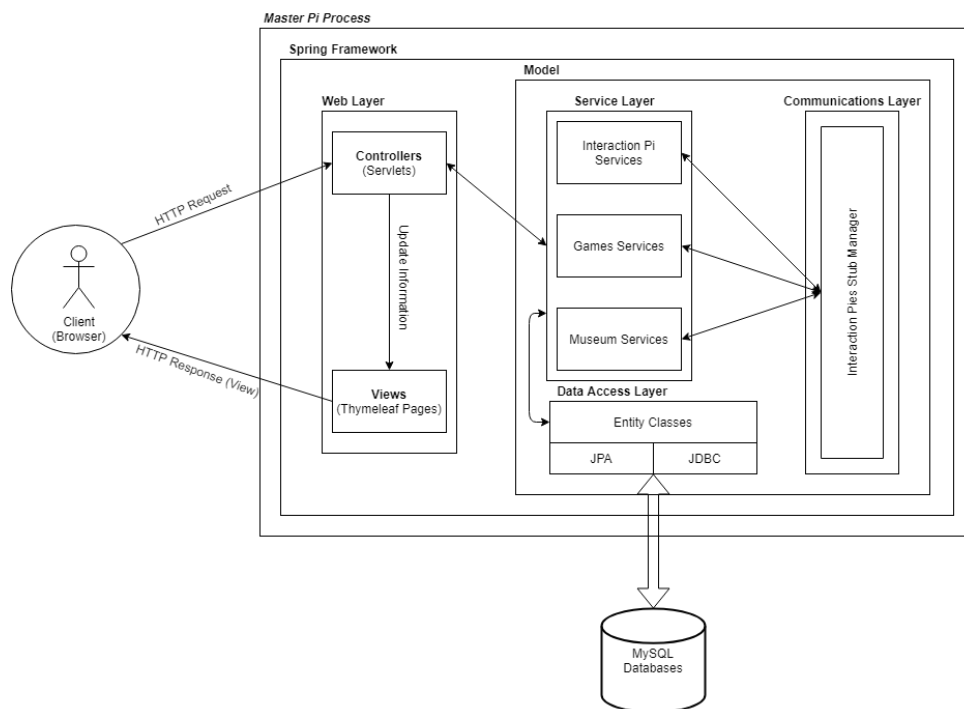 Master Pi Process
Spring Framework
Model
Web Layer
Service Layer
Communications Layer
Controllers
(Servlets)
Interaction Pi
Services
HTTP Request
Update Information
Games Services
Interaction Pies Stub Manager
Client
(Browser)
Museum Services
HTTP Response (View)
Views
(Thymeleaf Pages)
Data Access Layer
Entity Classes
JPA
JDBC
MySQL
Databases